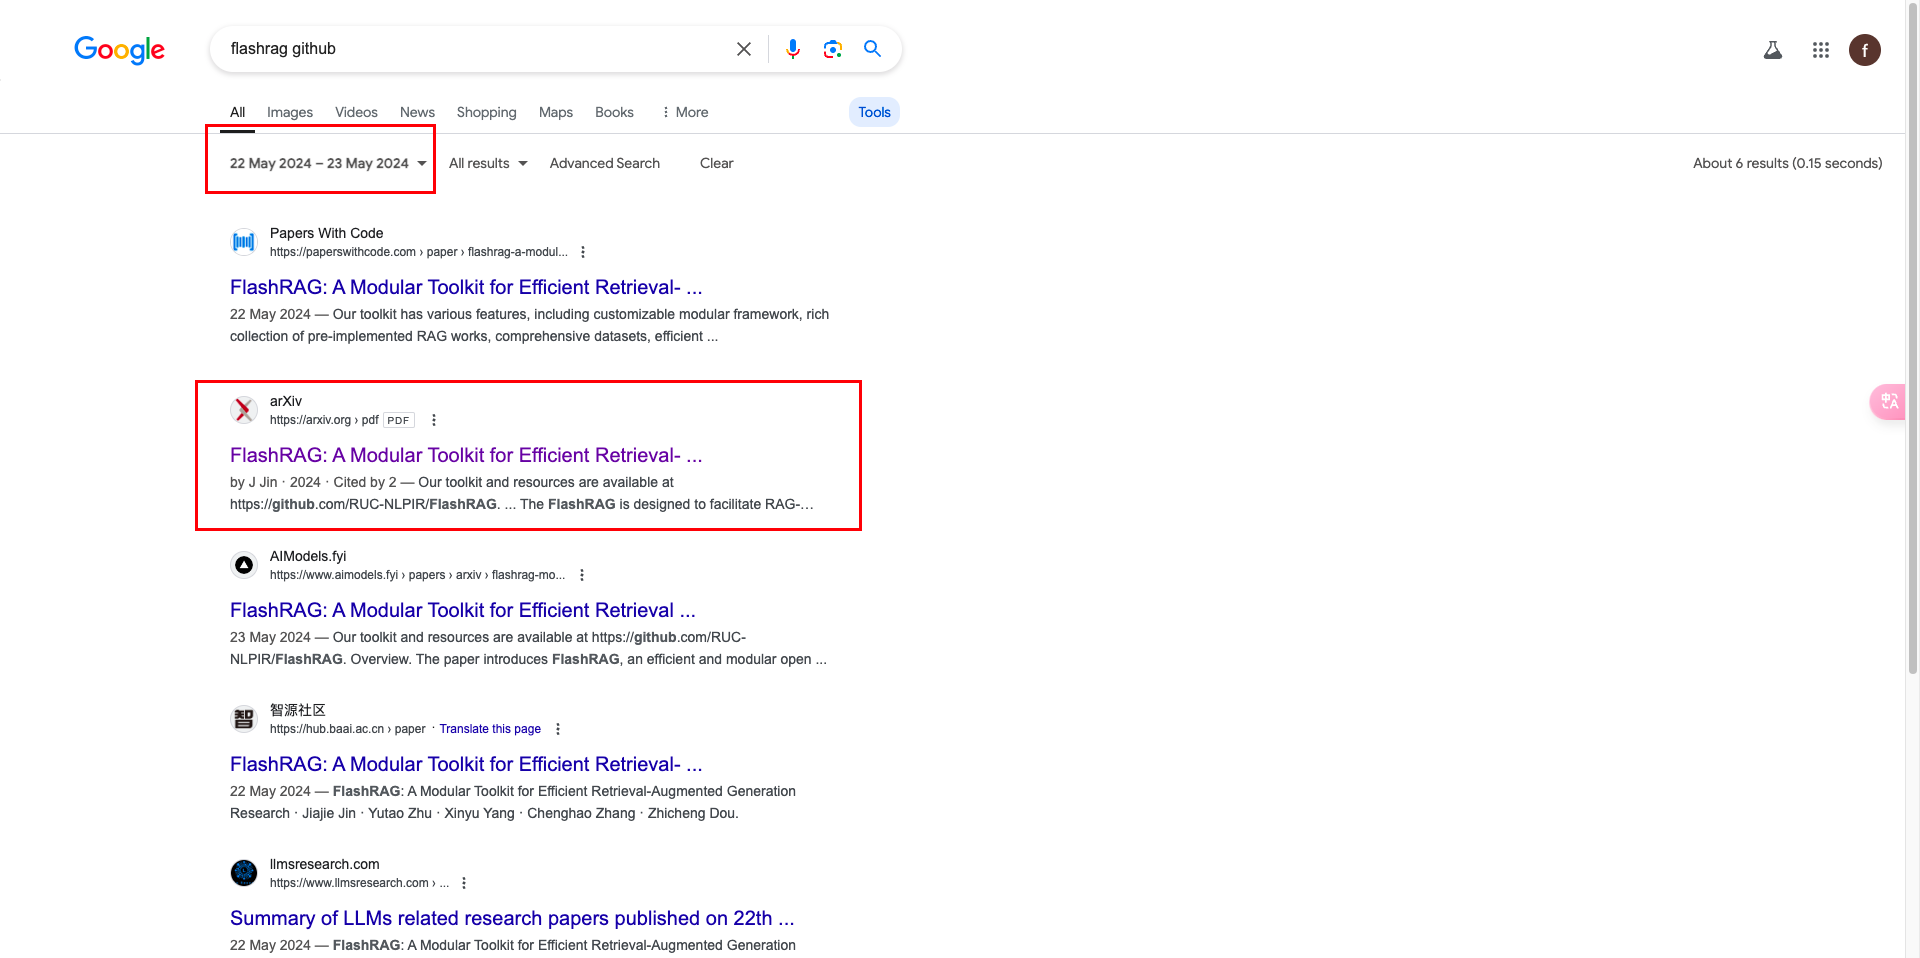 Google
flashrag github
f
All Images Videos News Shopping Maps Books More Tools
22 May 2024 – 23 May 2024 All results Advanced Search Clear
About 6 results (0.15 seconds)
Papers With Code
https://paperswithcode.com › paper › flashrag-a-modul...
FlashRAG: A Modular Toolkit for Efficient Retrieval- ...
22 May 2024 — Our toolkit has various features, including customizable modular framework, rich
collection of pre-implemented RAG works, comprehensive datasets, efficient ...
arXiv
https://arxiv.org › pdf PDF
FlashRAG: A Modular Toolkit for Efficient Retrieval- ...
by J Jin · 2024 · Cited by 2 — Our toolkit and resources are available at
https://github.com/RUC-NLPIR/FlashRAG. ... The FlashRAG is designed to facilitate RAG-...
AIModels.fyi
https://www.aimodels.fyi › papers › arxiv › flashrag-mo...
FlashRAG: A Modular Toolkit for Efficient Retrieval ...
23 May 2024 — Our toolkit and resources are available at https://github.com/RUC-
NLPIR/FlashRAG. Overview. The paper introduces FlashRAG, an efficient and modular open ...
智
智源社区
https://hub.baai.ac.cn › paper · Translate this page
FlashRAG: A Modular Toolkit for Efficient Retrieval- ...
22 May 2024 — FlashRAG: A Modular Toolkit for Efficient Retrieval-Augmented Generation
Research · Jiajie Jin · Yutao Zhu · Xinyu Yang · Chenghao Zhang · Zhicheng Dou.
llmsresearch.com
https://www.llmsresearch.com › ...
Summary of LLMs related research papers published on 22th ...
22 May 2024 — FlashRAG: A Modular Toolkit for Efficient Retrieval-Augmented Generation
中A